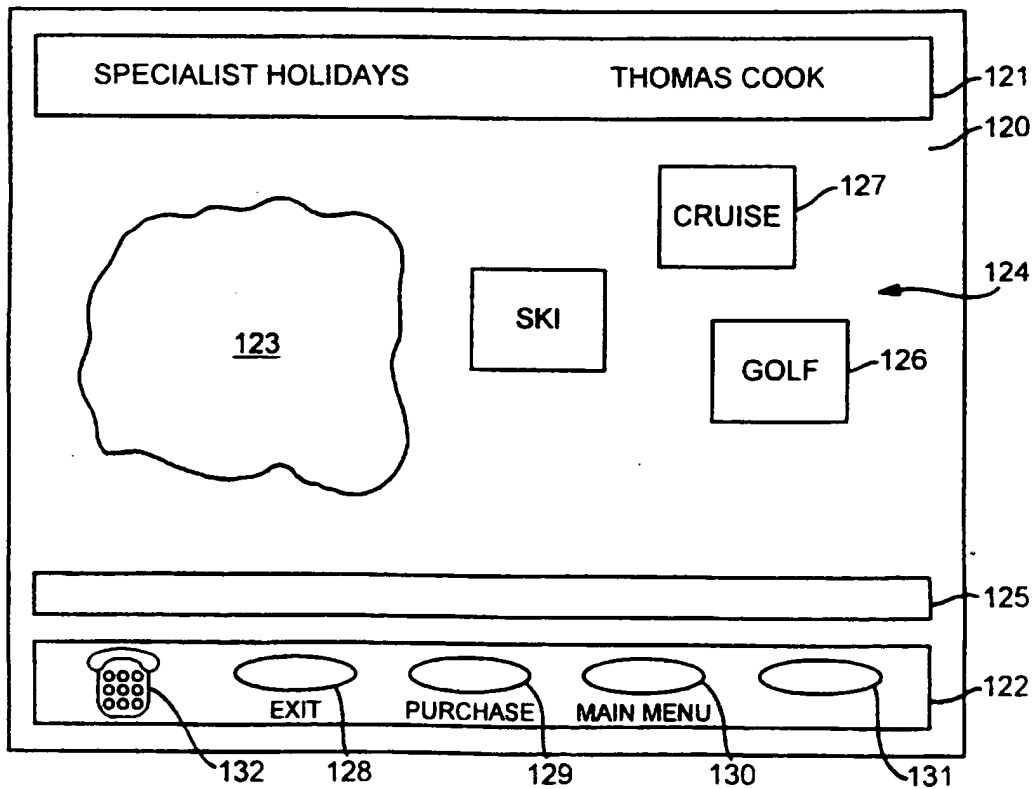 SPECIALIST HOLIDAYS THOMAS COOK
121
120
CRUISE
127
124
SKI
123
GOLF
126
125
EXIT PURCHASE MAIN MENU
122
132 128 129 130 131